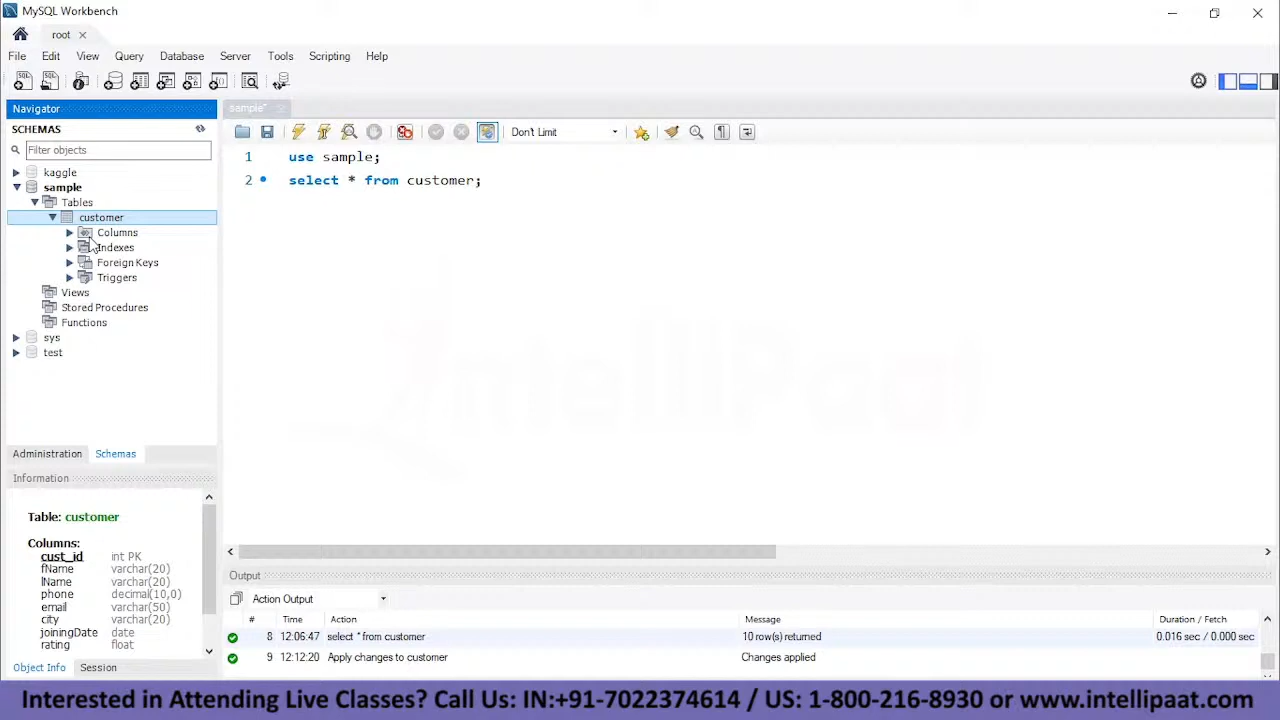 MySQL Workbench
root
File Edit View Query Database Server Tools Scripting Help
Navigator
SCHEMAS
Filter objects
kaggle
sample
Tables
customer
Columns
Indexes
Foreign Keys
Triggers
Views
Stored Procedures
Functions
sys
test
Administration Schemas
Information
Table: customer
Columns:
cust_id int PK
fName varchar(20)
lName varchar(20)
phone decimal(10,0)
email varchar(50)
city varchar(20)
joiningDate date
rating float
Object Info Session
sample*
Don't Limit
1 use sample;
2 select * from customer;
IntelliPaat
Output
Action Output
# Time Action Message Duration / Fetch
8 12:06:47 select * from customer 10 row(s) returned 0.016 sec / 0.000 sec
9 12:12:20 Apply changes to customer Changes applied
Interested in Attending Live Classes? Call Us: IN:+91-7022374614 / US: 1-800-216-8930 or www.intellipaat.com